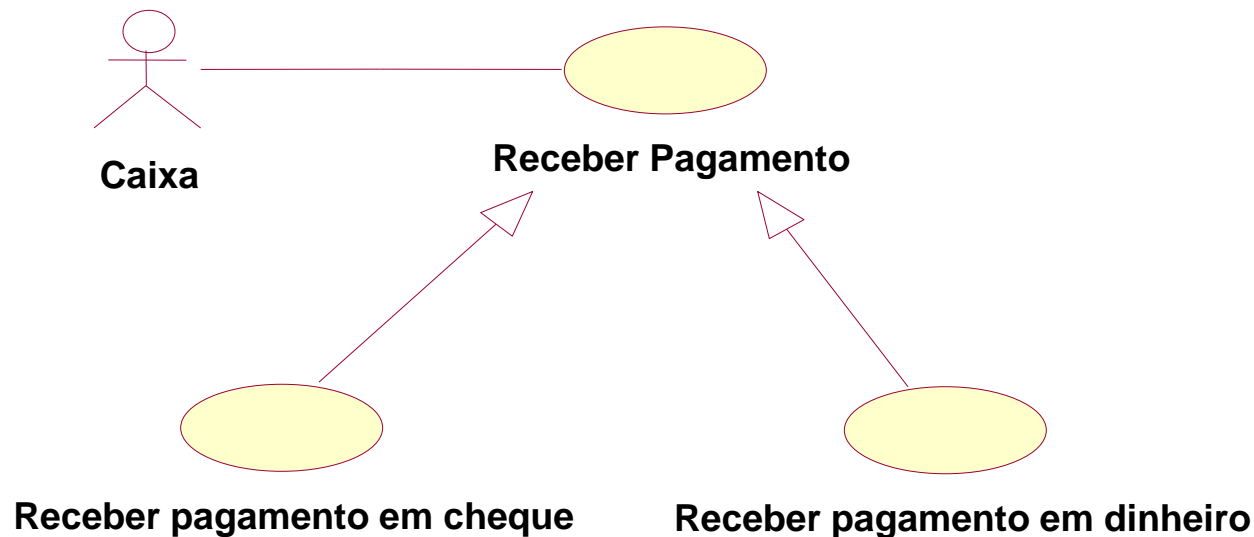 Receber Pagamento
Caixa
Receber pagamento em cheque
Receber pagamento em dinheiro